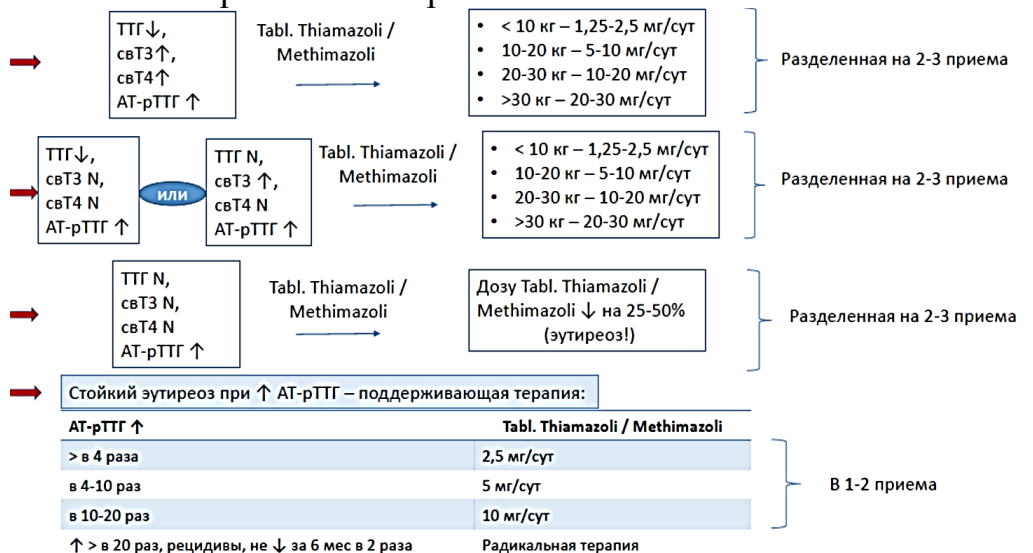 ТТГ↓,
свТ3↑,
свТ4↑
АТ-рТТГ ↑
Tabl. Thiamazoli /
Methimazoli
• < 10 кг – 1,25-2,5 мг/сут
• 10-20 кг – 5-10 мг/сут
• 20-30 кг – 10-20 мг/сут
• >30 кг – 20-30 мг/сут
Разделенная на 2-3 приема
ТТГ↓,
свТ3 N,
свТ4 N
АТ-рТТГ ↑
или
ТТГ N,
свТ3 ↑,
свТ4 N
АТ-рТТГ ↑
Tabl. Thiamazoli /
Methimazoli
• < 10 кг – 1,25-2,5 мг/сут
• 10-20 кг – 5-10 мг/сут
• 20-30 кг – 10-20 мг/сут
• >30 кг – 20-30 мг/сут
Разделенная на 2-3 приема
ТТГ N,
свТ3 N,
свТ4 N
АТ-рТТГ ↑
Tabl. Thiamazoli /
Methimazoli
Дозу Tabl. Thiamazoli /
Methimazoli ↓ на 25-50%
(эутиреоз!)
Разделенная на 2-3 приема
Стойкий эутиреоз при ↑ АТ-рТТГ – поддерживающая терапия:
АТ-рТТГ ↑ Tabl. Thiamazoli / Methimazoli
> в 4 раза 2,5 мг/сут
в 4-10 раз 5 мг/сут
в 10-20 раз 10 мг/сут
↑ > в 20 раз, рецидивы, не ↓ за 6 мес в 2 раза Радикальная терапия
В 1-2 приема